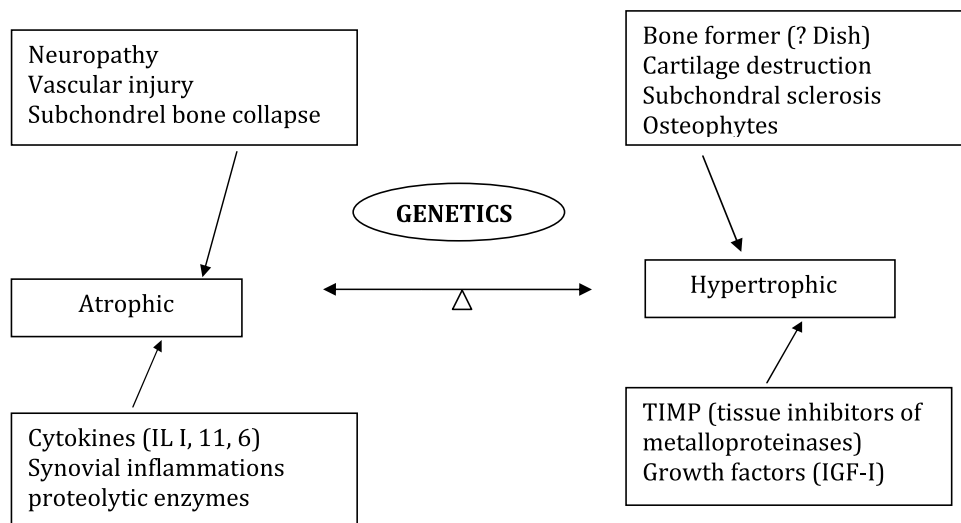 Neuropathy
Vascular injury
Subchondrel bone collapse
Bone former (? Dish)
Cartilage destruction
Subchondral sclerosis
Osteophytes
GENETICS
Atrophic
Hypertrophic
Cytokines (IL I, 11, 6)
Synovial inflammations
proteolytic enzymes
TIMP (tissue inhibitors of
metalloproteinases)
Growth factors (IGF-I)